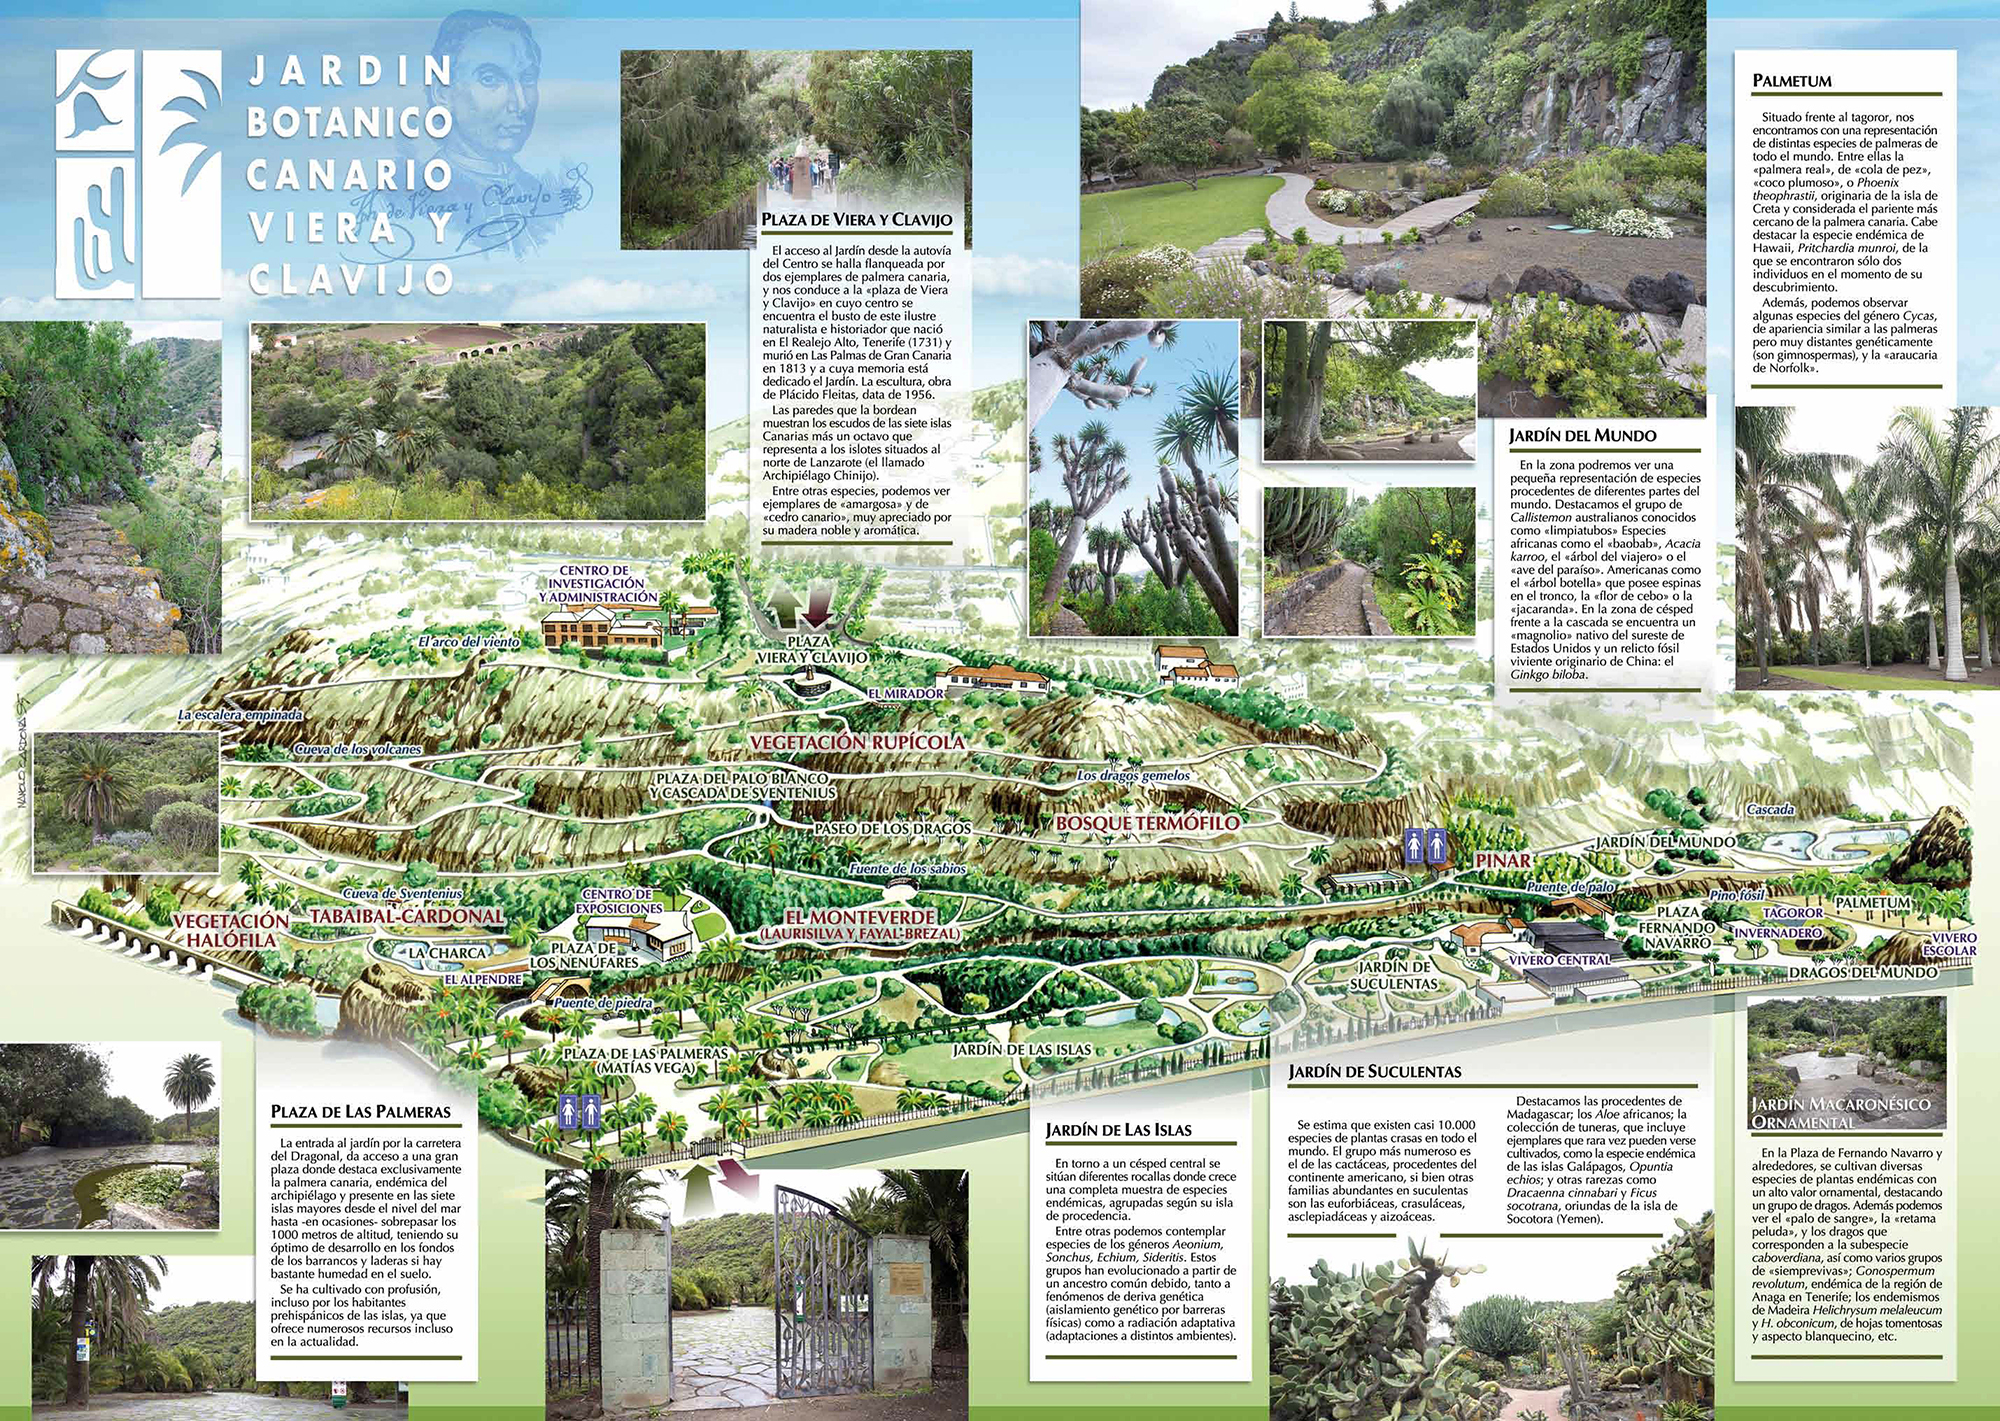 JARDIN
BOTANICO
CANARIO
VIERA Y
CLAVIJO
PLAZA DE VIERA Y CLAVIJO
El acceso al Jardín desde la autovía
del Centro se halla flanqueada por
dos ejemplares de palmera canaria,
y nos conduce a la «plaza de Viera
y Clavijo» en cuyo centro se
encuentra el busto de este ilustre
naturalista e historiador que nació
en El Realejo Alto, Tenerife (1731) y
murió en Las Palmas de Gran Canaria
en 1813 y a cuya memoria está
dedicado el Jardín. La escultura, obra
de Plácido Fleitas, data de 1956.
Las paredes que la bordean
muestran los escudos de las siete islas
Canarias más un octavo que
representa a los islotes situados al
norte de Lanzarote (el llamado
Archipiélago Chinijo).
Entre otras especies, podemos ver
ejemplares de «amargosa» y de
«cedro canario», muy apreciado por
su madera noble y aromática.
PALMETUM
Situado frente al tagoror, nos
encontramos con una representación
de distintas especies de palmeras de
todo el mundo. Entre ellas la
«palmera real», de «cola de pez»,
«coco plumoso», o Phoenix
theophrastii, originaria de la isla de
Creta y considerada el pariente más
cercano de la palmera canaria. Cabe
destacar la especie endémica de
Hawaii, Pritchardia munroi, de la
que se encontraron sólo dos
individuos en el momento de su
descubrimiento.
Además, podemos observar
algunas especies del género Cycas,
de apariencia similar a las palmeras
pero muy distantes genéticamente
(son gimnospermas), y la «araucaria
de Norfolk».
JARDÍN DEL MUNDO
En la zona podremos ver una
pequeña representación de especies
procedentes de diferentes partes del
mundo. Destacamos el grupo de
Callistemon australianos conocidos
como «limpiatubos» Especies
africanas como el «baobab», Acacia
karroo, el «árbol del viajero» o el
«ave del paraíso». Americanas como
el «árbol botella» que posee espinas
en el tronco, la «flor de cebo» o la
«jacaranda». En la zona de césped
frente a la cascada se encuentra un
«magnolio» nativo del sureste de
Estados Unidos y un relicto fósil
viviente originario de China: el
Ginkgo biloba.
CENTRO DE
INVESTIGACIÓN
Y ADMINISTRACIÓN
El arco del viento
PLAZA
VIERA Y CLAVIJO
EL MIRADOR
La escalera empinada
Cueva de los volcanes
VEGETACIÓN RUPÍCOLA
PLAZA DEL PALO BLANCO
Y CASCADA DE SVENTENIUS
Los dragos gemelos
PASEO DE LOS DRAGOS
BOSQUE TERMÓFILO
Cascada
JARDÍN DEL MUNDO
PINAR
Fuente de los sabios
Puente de palo
Pino fósil
PALMETUM
Cueva de Sventenius
CENTRO DE
EXPOSICIONES
VEGETACIÓN
HALÓFILA
TABAIBAL-CARDONAL
EL MONTEVERDE
(LAURISILVA Y FAYAL-BREZAL)
PLAZA
FERNANDO
NAVARRO
TAGOROR
INVERNADERO
VIVERO
ESCOLAR
LA CHARCA
PLAZA DE
LOS NENÚFARES
VIVERO CENTRAL
DRAGOS DEL MUNDO
EL ALPENDRE
Puente de piedra
JARDÍN DE
SUCULENTAS
PLAZA DE LAS PALMERAS
(MATÍAS VEGA)
JARDÍN DE LAS ISLAS
PLAZA DE LAS PALMERAS
La entrada al jardín por la carretera
del Dragonal, da acceso a una gran
plaza donde destaca exclusivamente
la palmera canaria, endémica del
archipiélago y presente en las siete
islas mayores desde el nivel del mar
hasta -en ocasiones- sobrepasar los
1000 metros de altitud, teniendo su
óptimo de desarrollo en los fondos
de los barrancos y laderas si hay
bastante humedad en el suelo.
Se ha cultivado con profusión,
incluso por los habitantes
prehispánicos de las islas, ya que
ofrece numerosos recursos incluso
en la actualidad.
JARDÍN DE LAS ISLAS
En torno a un césped central se
sitúan diferentes rocallas donde crece
una completa muestra de especies
endémicas, agrupadas según su isla
de procedencia.
Entre otras podemos contemplar
especies de los géneros Aeonium,
Sonchus, Echium, Sideritis. Estos
grupos han evolucionado a partir de
un ancestro común debido, tanto a
fenómenos de deriva genética
(aislamiento genético por barreras
físicas) como a radiación adaptativa
(adaptaciones a distintos ambientes).
JARDÍN DE SUCULENTAS
Se estima que existen casi 10.000
especies de plantas crasas en todo el
mundo. El grupo más numeroso es
el de las cactáceas, procedentes del
continente americano, si bien otras
familias abundantes en suculentas
son las euforbiáceas, crasuláceas,
asclepiadáceas y aizoáceas.
Destacamos las procedentes de
Madagascar; los Aloe africanos; la
colección de tuneras, que incluye
ejemplares que rara vez pueden verse
cultivados, como la especie endémica
de las islas Galápagos, Opuntia
echios; y otras rarezas como
Dracaenna cinnabari y Ficus
socotrana, oriundas de la isla de
Socotora (Yemen).
JARDÍN MACARONÉSICO
ORNAMENTAL
En la Plaza de Fernando Navarro y
alrededores, se cultivan diversas
especies de plantas endémicas con
un alto valor ornamental, destacando
un grupo de dragos. Además podemos
ver el «palo de sangre», la «retama
peluda», y los dragos que
corresponden a la subespecie
caboverdiana, así como varios grupos
de «siemprevivas»; Gonospermum
revolutum, endémica de la región de
Anaga en Tenerife; los endemismos
de Madeira Helichrysum melaleucum
y H. obconicum, de hojas tomentosas
y aspecto blanquecino, etc.